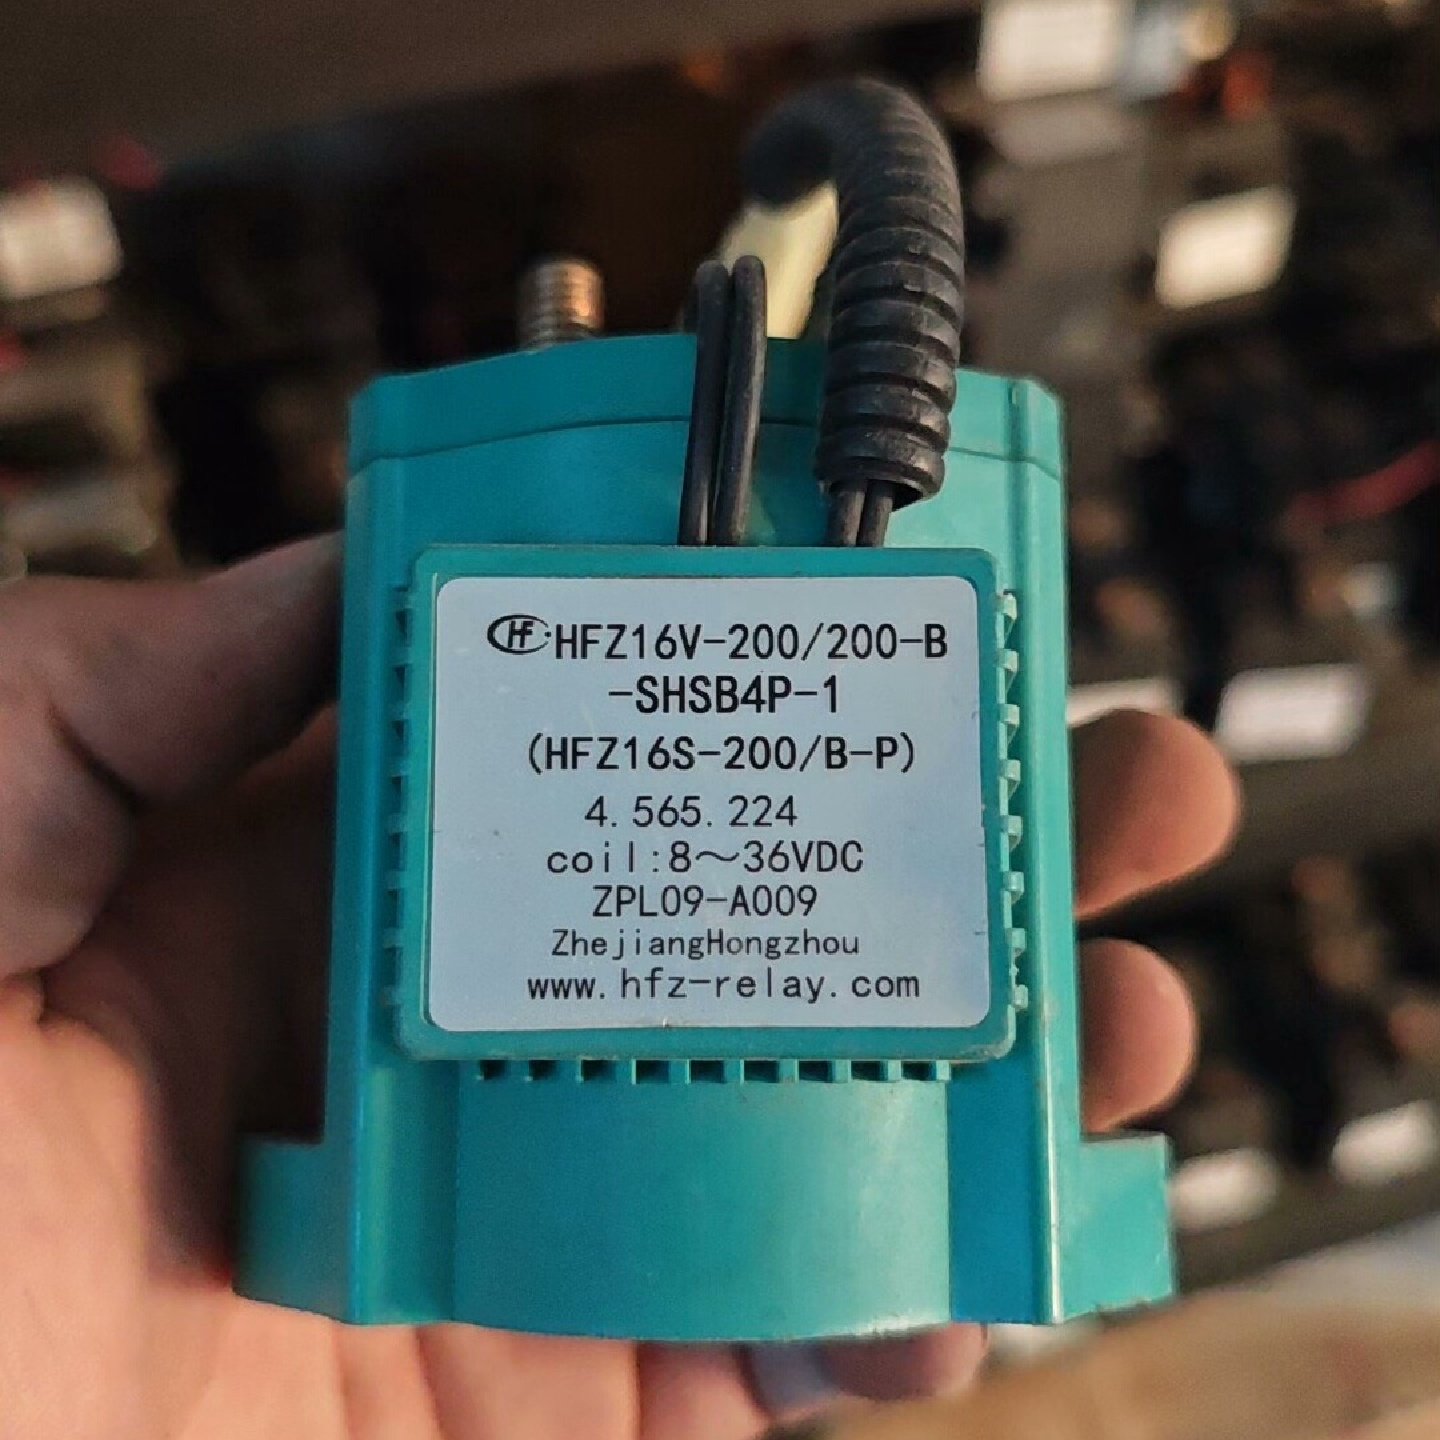 HF HFZ16V-200/200-B
-SHSB4P-1
(HFZ16S-200/B-P)
4.565.224
coil:8～36VDC
ZPL09-A009
ZhejiangHongzhou
www.hfz-relay.com